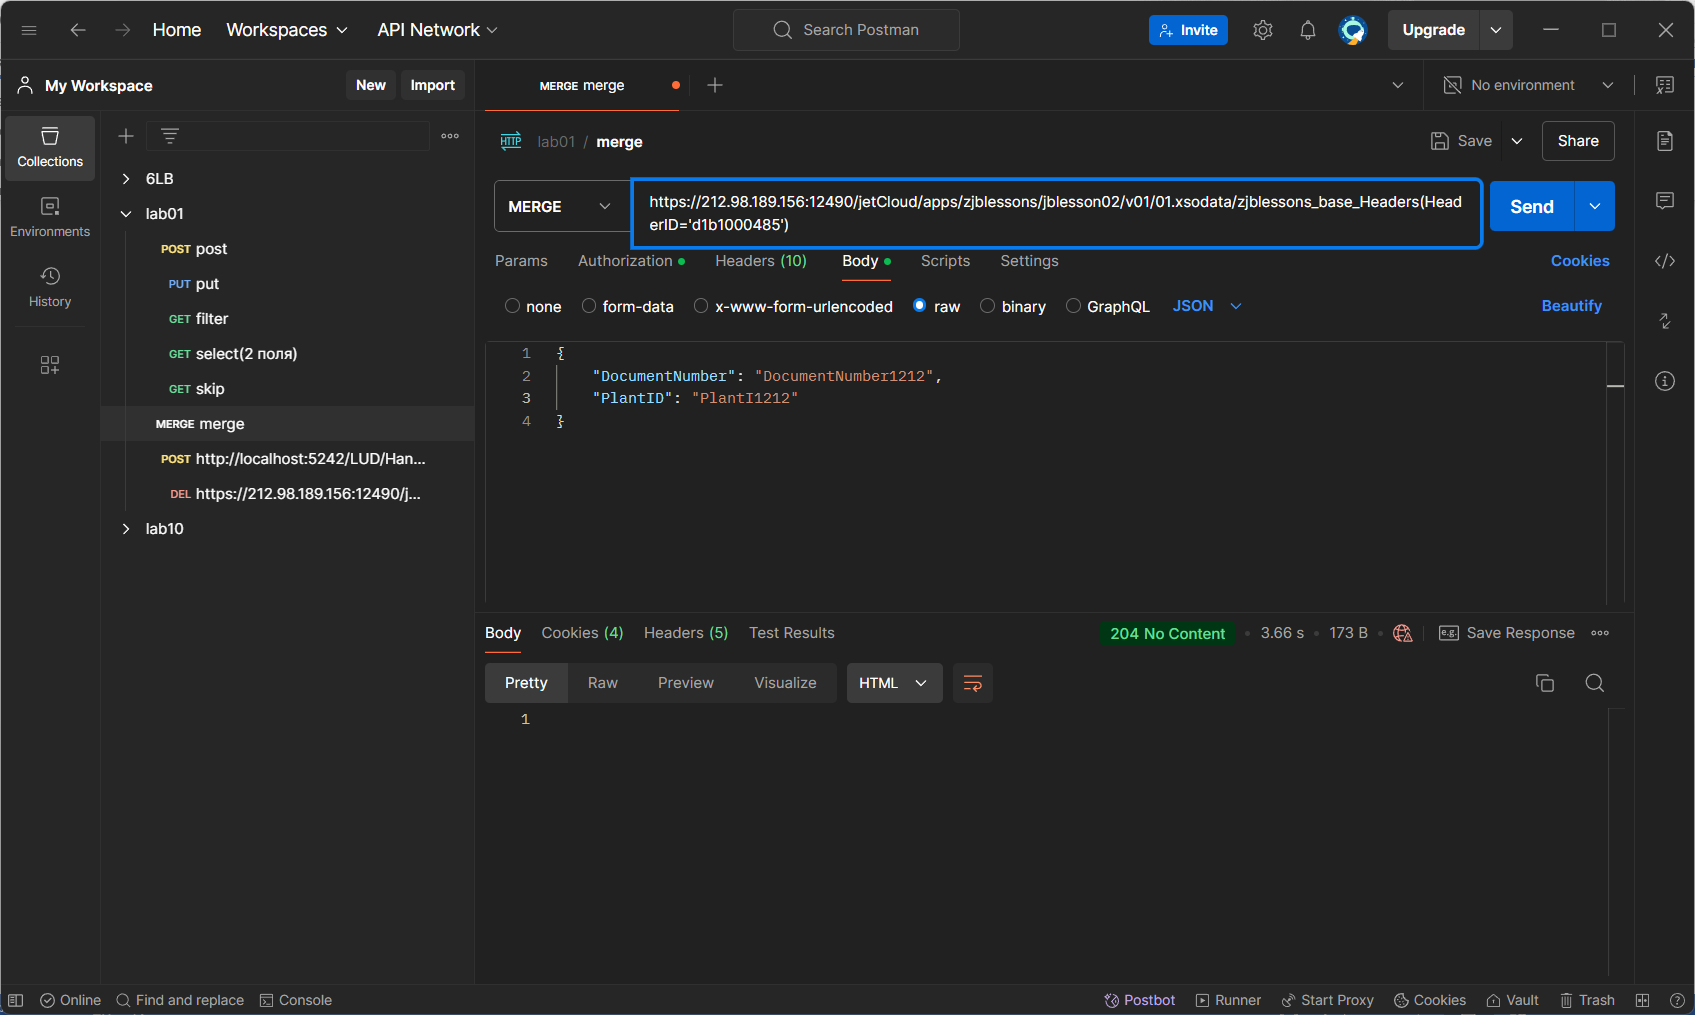 Home Workspaces API Network Search Postman Invite Upgrade
My Workspace New Import MERGE merge No environment
Collections
Environments
History
6LB
lab01
POST post
PUT put
GET filter
GET select(2 поля)
GET skip
MERGE merge
POST http://localhost:5242/LUD/Han...
DEL https://212.98.189.156:12490/j...
lab10
HTTP lab01 / merge Save Share
MERGE https://212.98.189.156:12490/jetCloud/apps/zjblessons/jblesson02/v01/01.xsodata/zjblessons_base_Headers(Head
erID='d1b1000485') Send
Params Authorization Headers (10) Body Scripts Settings Cookies
none form-data x-www-form-urlencoded raw binary GraphQL JSON Beautify
1 {
2 "DocumentNumber": "DocumentNumber1212",
3 "PlantID": "PlantI1212"
4 }
Body Cookies (4) Headers (5) Test Results 204 No Content 3.66 s 173 B e.g. Save Response
Pretty Raw Preview Visualize HTML
1
Online Find and replace Console Postbot Runner Start Proxy Cookies Vault Trash